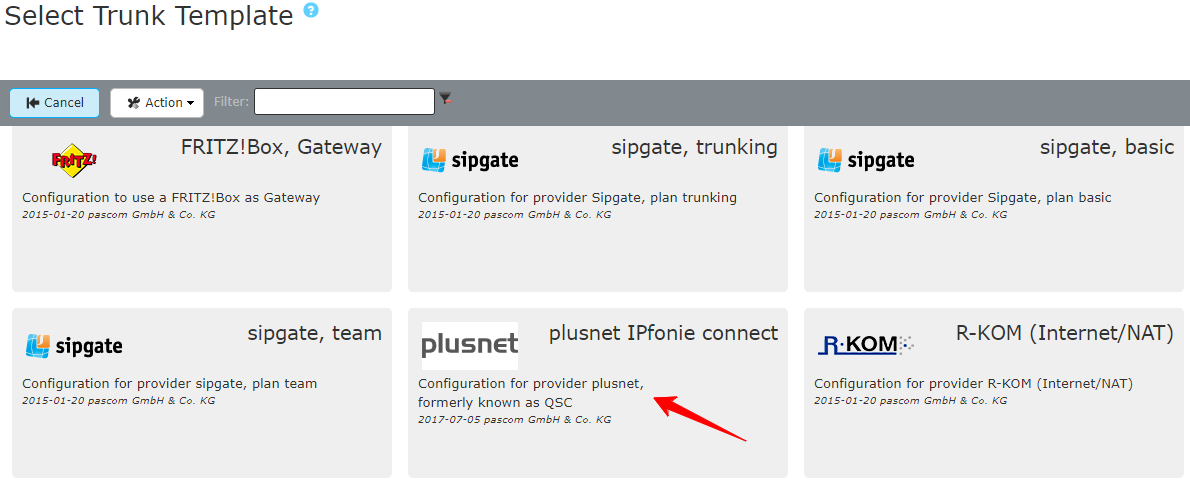 Select Trunk Template ?
Cancel Action Filter:
FRITZ! FRITZ!Box, Gateway
Configuration to use a FRITZ!Box as Gateway
2015-01-20 pascom GmbH & Co. KG
sipgate sipgate, trunking
Configuration for provider Sipgate, plan trunking
2015-01-20 pascom GmbH & Co. KG
sipgate sipgate, basic
Configuration for provider Sipgate, plan basic
2015-01-20 pascom GmbH & Co. KG
sipgate sipgate, team
Configuration for provider sipgate, plan team
2015-01-20 pascom GmbH & Co. KG
plusnet plusnet IPfonie connect
Configuration for provider plusnet,
formerly known as QSC
2017-07-05 pascom GmbH & Co. KG
R·KOM R-KOM (Internet/NAT)
Configuration for provider R-KOM (Internet/NAT)
2015-01-20 pascom GmbH & Co. KG